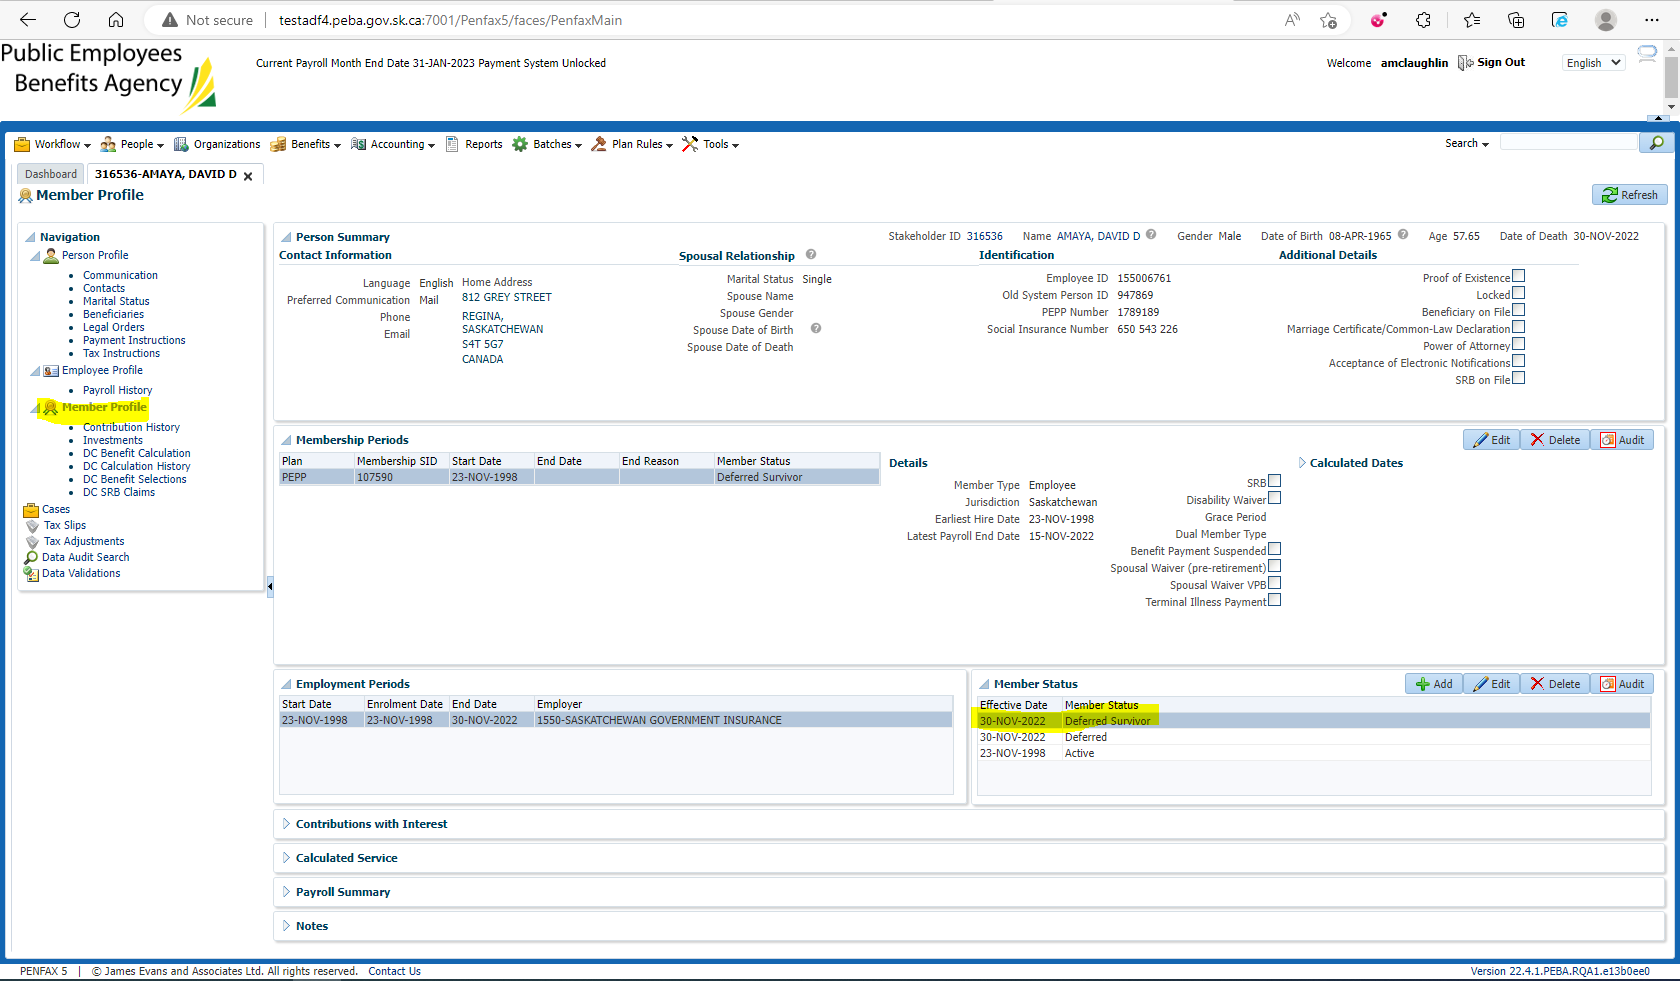 Not secure | testadf4.peba.gov.sk.ca:7001/Penfax5/faces/PenfaxMain
Public Employees
Benefits Agency
Current Payroll Month End Date 31-JAN-2023 Payment System Unlocked
Welcome amclaughlin Sign Out English
Workflow People Organizations Benefits Accounting Reports Batches Plan Rules Tools Search
Dashboard 316536-AMAYA, DAVID D
Member Profile
Refresh
Navigation
Person Profile
Communication
Contacts
Marital Status
Beneficiaries
Legal Orders
Payment Instructions
Tax Instructions
Employee Profile
Payroll History
Member Profile
Contribution History
Investments
DC Benefit Calculation
DC Calculation History
DC Benefit Selections
DC SRB Claims
Cases
Tax Slips
Tax Adjustments
Data Audit Search
Data Validations
Person Summary
Stakeholder ID 316536 Name AMAYA, DAVID D Gender Male Date of Birth 08-APR-1965 Age 57.65 Date of Death 30-NOV-2022
Contact Information
Language English
Preferred Communication Mail
Phone
Email
Home Address
812 GREY STREET
REGINA,
SASKATCHEWAN
S4T 5G7
CANADA
Spousal Relationship
Marital Status Single
Spouse Name
Spouse Gender
Spouse Date of Birth
Spouse Date of Death
Identification
Employee ID 155006761
Old System Person ID 947869
PEPP Number 1789189
Social Insurance Number 650 543 226
Additional Details
Proof of Existence
Locked
Beneficiary on File
Marriage Certificate/Common-Law Declaration
Power of Attorney
Acceptance of Electronic Notifications
SRB on File
Membership Periods
Edit Delete Audit
Plan Membership SID Start Date End Date End Reason Member Status
PEPP 107590 23-NOV-1998 Deferred Survivor
Details
Member Type Employee
Jurisdiction Saskatchewan
Earliest Hire Date 23-NOV-1998
Latest Payroll End Date 15-NOV-2022
SRB
Disability Waiver
Grace Period
Dual Member Type
Benefit Payment Suspended
Spousal Waiver (pre-retirement)
Spousal Waiver VPB
Terminal Illness Payment
Calculated Dates
Employment Periods
Start Date Enrolment Date End Date Employer
23-NOV-1998 23-NOV-1998 30-NOV-2022 1550-SASKATCHEWAN GOVERNMENT INSURANCE
Member Status
Add Edit Delete Audit
Effective Date Member Status
30-NOV-2022 Deferred Survivor
30-NOV-2022 Deferred
23-NOV-1998 Active
Contributions with Interest
Calculated Service
Payroll Summary
Notes
PENFAX 5 | © James Evans and Associates Ltd. All rights reserved. Contact Us
Version 22.4.1.PEBA.RQA1.e13b0ee0